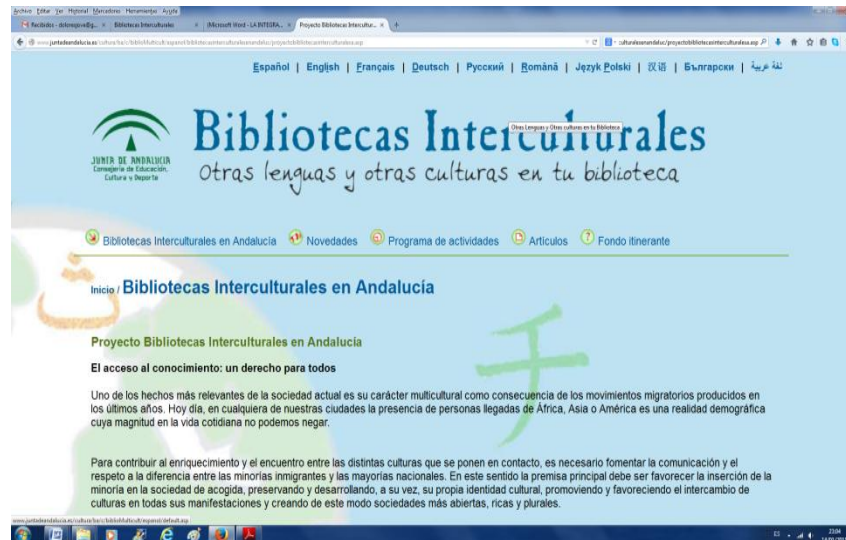 Archivo Editar Ver Historial Marcadores Herramientas Ayuda
Bibliotecas Interculturales
Proyecto Bibliotecas Intercultur...
Español | English | Français | Deutsch | Русский | Română | Język Polski | 汉语 | Български | لغة عربية
JUNTA DE ANDALUCIA
Consejería de Educación,
Cultura y Deporte
Bibliotecas Interculturales
Otras Lenguas y Otras culturas en tu Biblioteca
Otras lenguas y otras culturas en tu biblioteca
Bibliotecas Interculturales en Andalucía Novedades Programa de actividades Artículos Fondo itinerante
Inicio / Bibliotecas Interculturales en Andalucía
Proyecto Bibliotecas Interculturales en Andalucía
El acceso al conocimiento: un derecho para todos
Uno de los hechos más relevantes de la sociedad actual es su carácter multicultural como consecuencia de los movimientos migratorios producidos en
los últimos años. Hoy día, en cualquiera de nuestras ciudades la presencia de personas llegadas de África, Asia o América es una realidad demográfica
cuya magnitud en la vida cotidiana no podemos negar.
Para contribuir al enriquecimiento y el encuentro entre las distintas culturas que se ponen en contacto, es necesario fomentar la comunicación y el
respeto a la diferencia entre las minorías inmigrantes y las mayorías nacionales. En este sentido la premisa principal debe ser favorecer la inserción de la
minoría en la sociedad de acogida, preservando y desarrollando, a su vez, su propia identidad cultural, promoviendo y favoreciendo el intercambio de
culturas en todas sus manifestaciones y creando de este modo sociedades más abiertas, ricas y plurales.
23:04